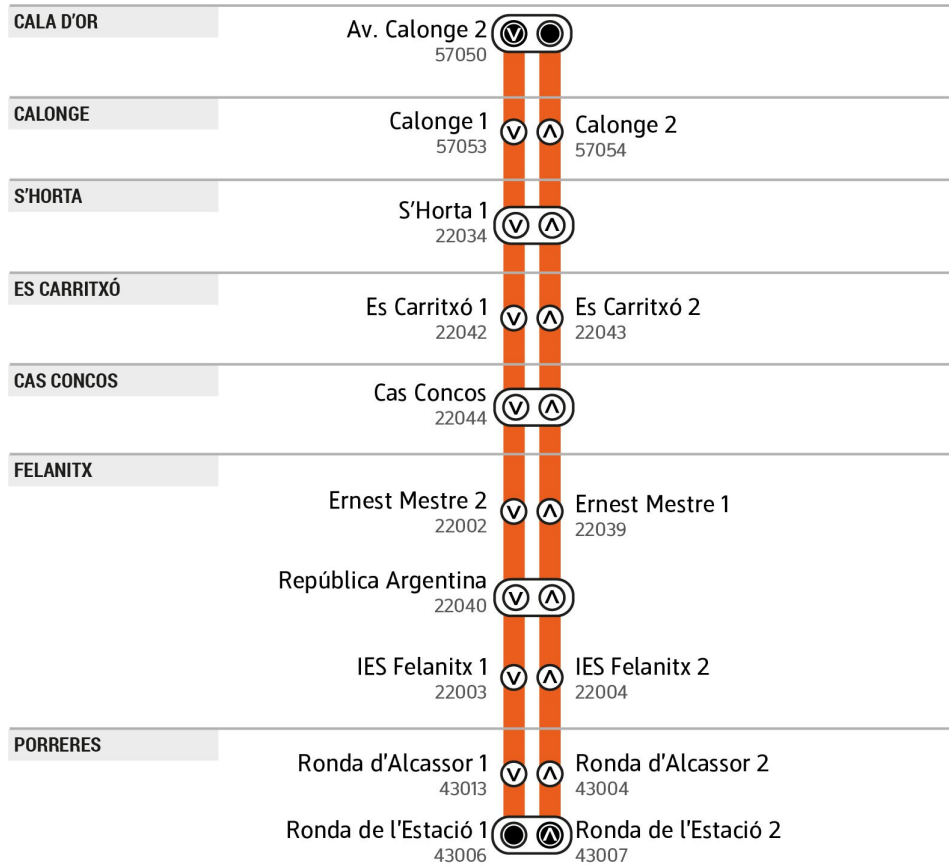 CALA D'OR
Av. Calonge 2
57050
CALONGE
Calonge 1
57053
Calonge 2
57054
S'HORTA
S'Horta 1
22034
ES CARRITXÓ
Es Carritxó 1
22042
Es Carritxó 2
22043
CAS CONCOS
Cas Concos
22044
FELANITX
Ernest Mestre 2
22002
Ernest Mestre 1
22039
República Argentina
22040
IES Felanitx 1
22003
IES Felanitx 2
22004
PORRERES
Ronda d'Alcassor 1
43013
Ronda d'Alcassor 2
43004
Ronda de l'Estació 1
43006
Ronda de l'Estació 2
43007